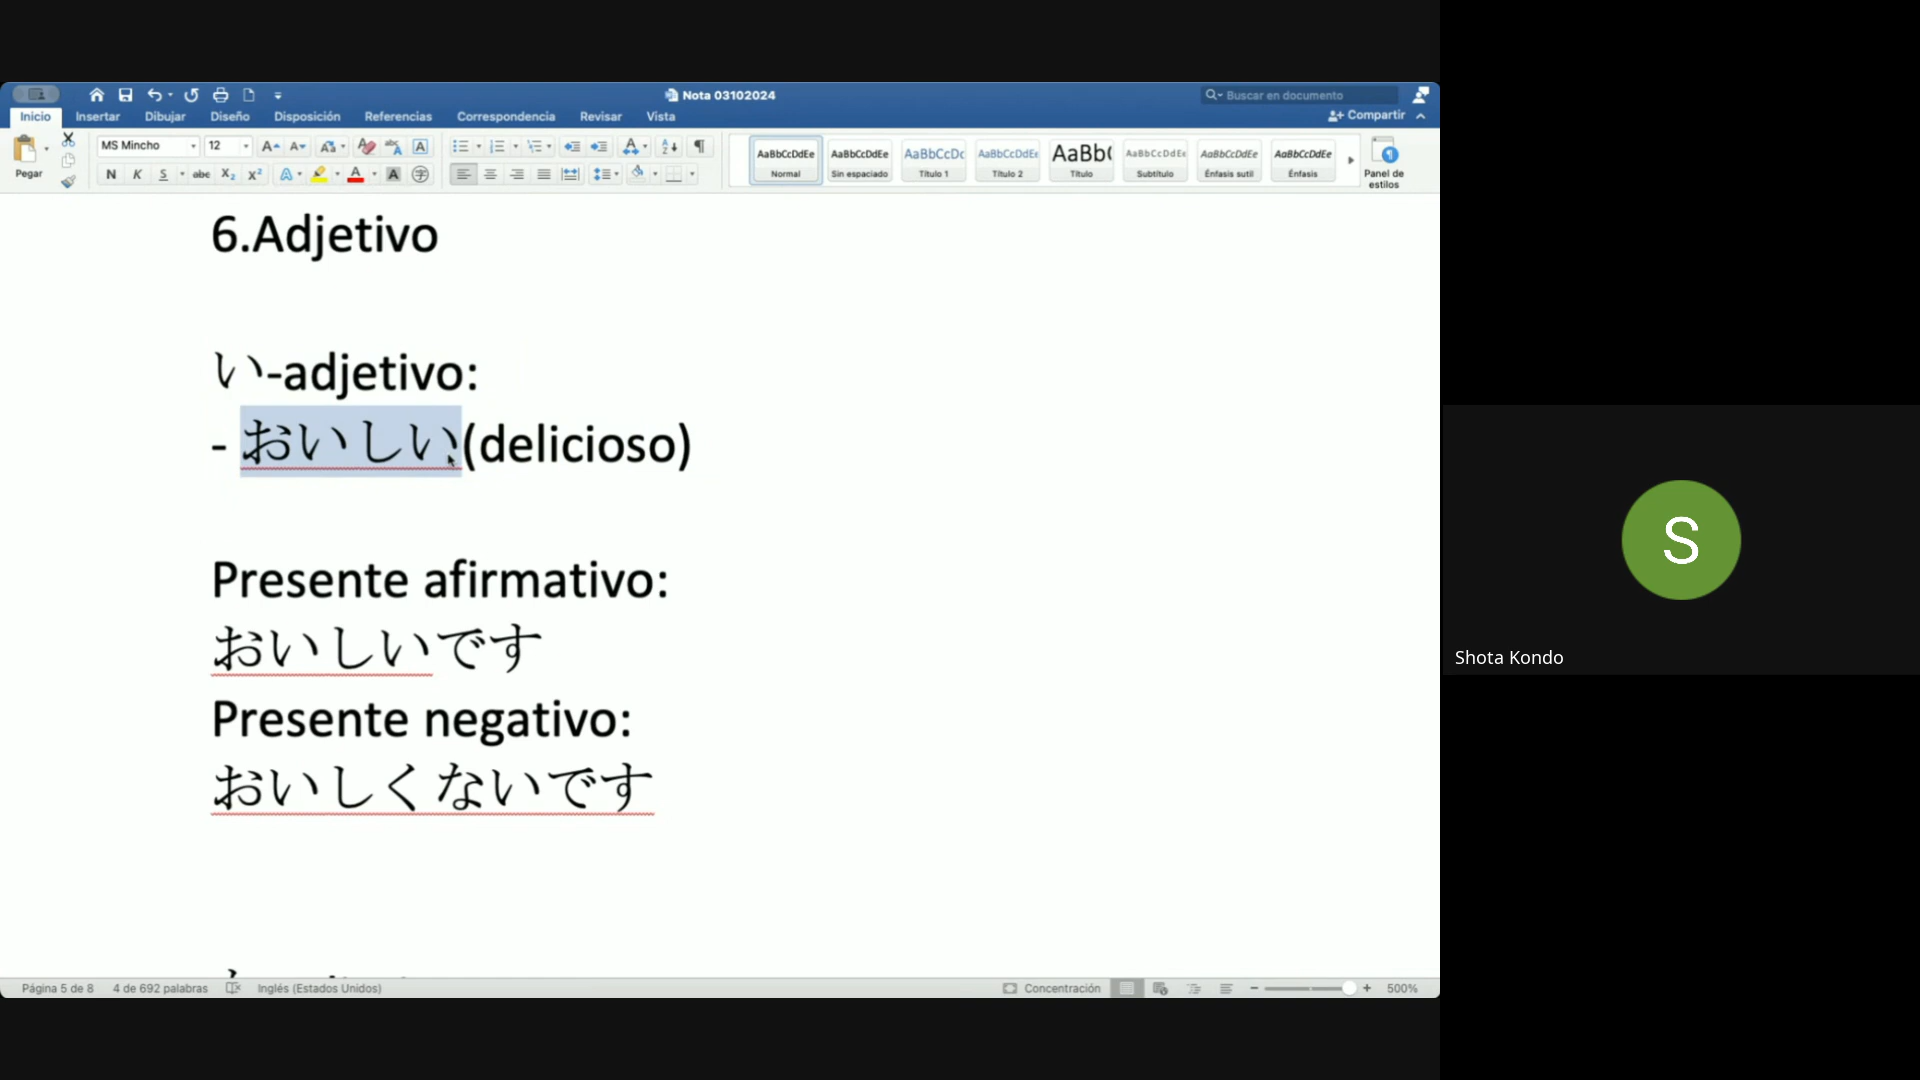 Nota 03102024
Buscar en documento
Inicio Insertar Dibujar Diseño Disposición Referencias Correspondencia Revisar Vista
Compartir
Pegar
MS Mincho 12
N K S abc X₂ X²
AaBbCcDdEe Normal
AaBbCcDdEe Sin espaciado
AaBbCcDc Título 1
AaBbCcDdEe Título 2
AaBb( Título
AaBbCcDdEe Subtítulo
AaBbCcDdEe Énfasis sutil
AaBbCcDdEe Énfasis
Panel de estilos
6.Adjetivo
い-adjetivo:
- おいしい(delicioso)
Presente afirmativo:
おいしいです
Presente negativo:
おいしくないです
Página 5 de 8 4 de 692 palabras Inglés (Estados Unidos) Concentración 500%
S
Shota Kondo